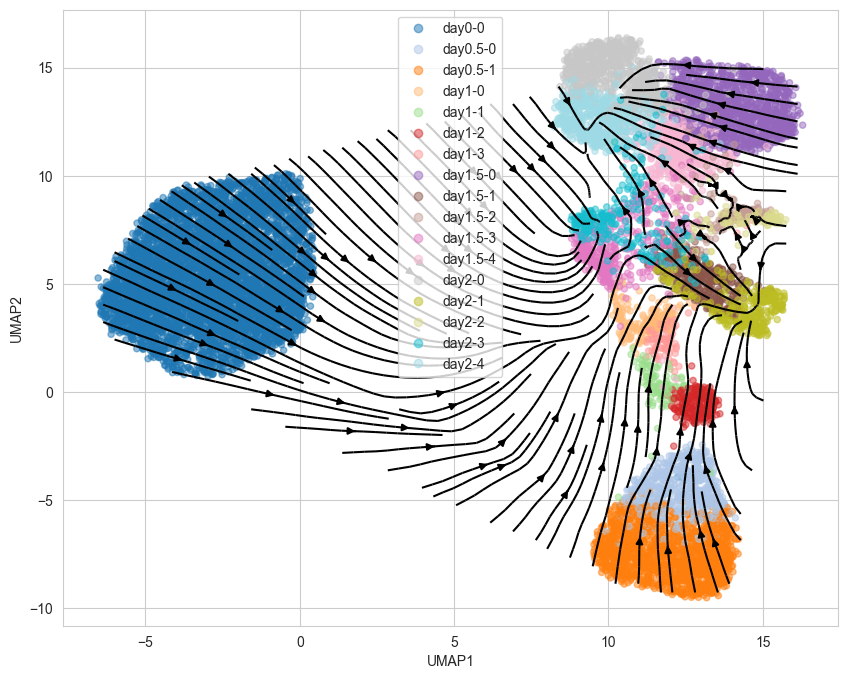 day0-0
day0.5-0
day0.5-1
day1-0
day1-1
day1-2
day1-3
day1.5-0
day1.5-1
day1.5-2
day1.5-3
day1.5-4
day2-0
day2-1
day2-2
day2-3
day2-4
15
10
5
0
−5
−10
UMAP2
−5
0
5
10
15
UMAP1